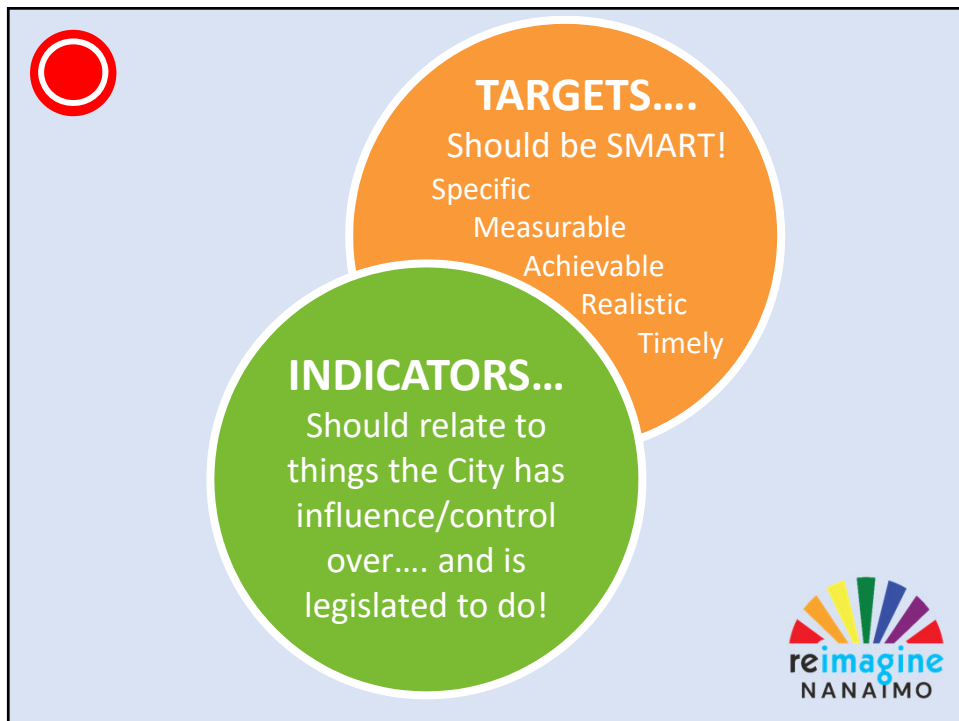 TARGETS....
Should be SMART!
Specific
Measurable
Achievable
Realistic
Timely
INDICATORS...
Should relate to
things the City has
influence/control
over.... and is
legislated to do!
reimagine
NANAIMO